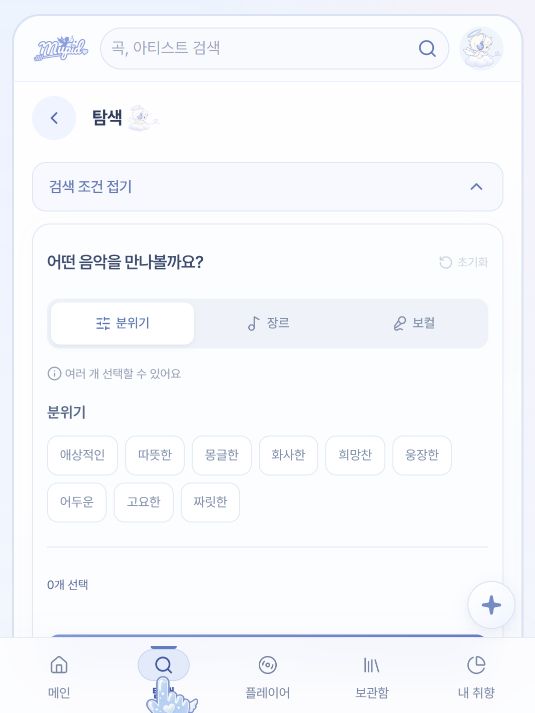 Mypid
곡, 아티스트 검색
탐색
검색 조건 접기
어떤 음악을 만나볼까요?
초기화
분위기 장르 보컬
여러 개 선택할 수 있어요
분위기
애상적인 따뜻한 몽글한 화사한 희망찬 웅장한
어두운 고요한 짜릿한
0개 선택
메인 플레이어 보관함 내 취향